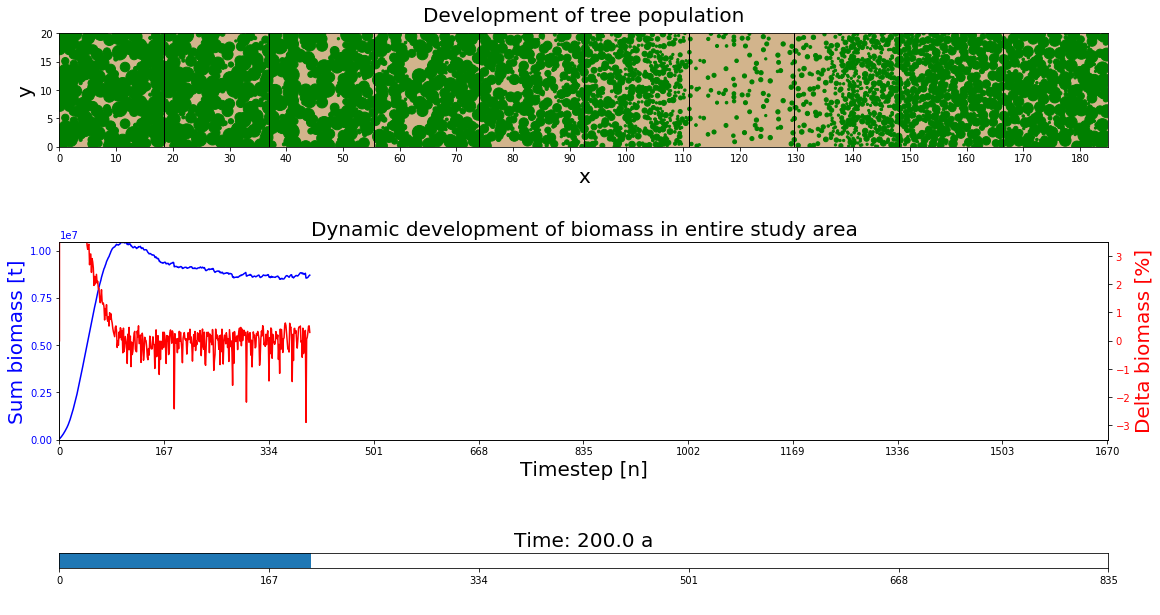 Development of tree population
y
20
15
10
5
0
0 10 20 30 40 50 60 70 80 90 100 110 120 130 140 150 160 170 180
x
Dynamic development of biomass in entire study area
1e7
Sum biomass [t]
1.00
0.75
0.50
0.25
0.00
3
2
1
0
−1
−2
−3
Delta biomass [%]
0 167 334 501 668 835 1002 1169 1336 1503 1670
Timestep [n]
Time: 200.0 a
0 167 334 501 668 835